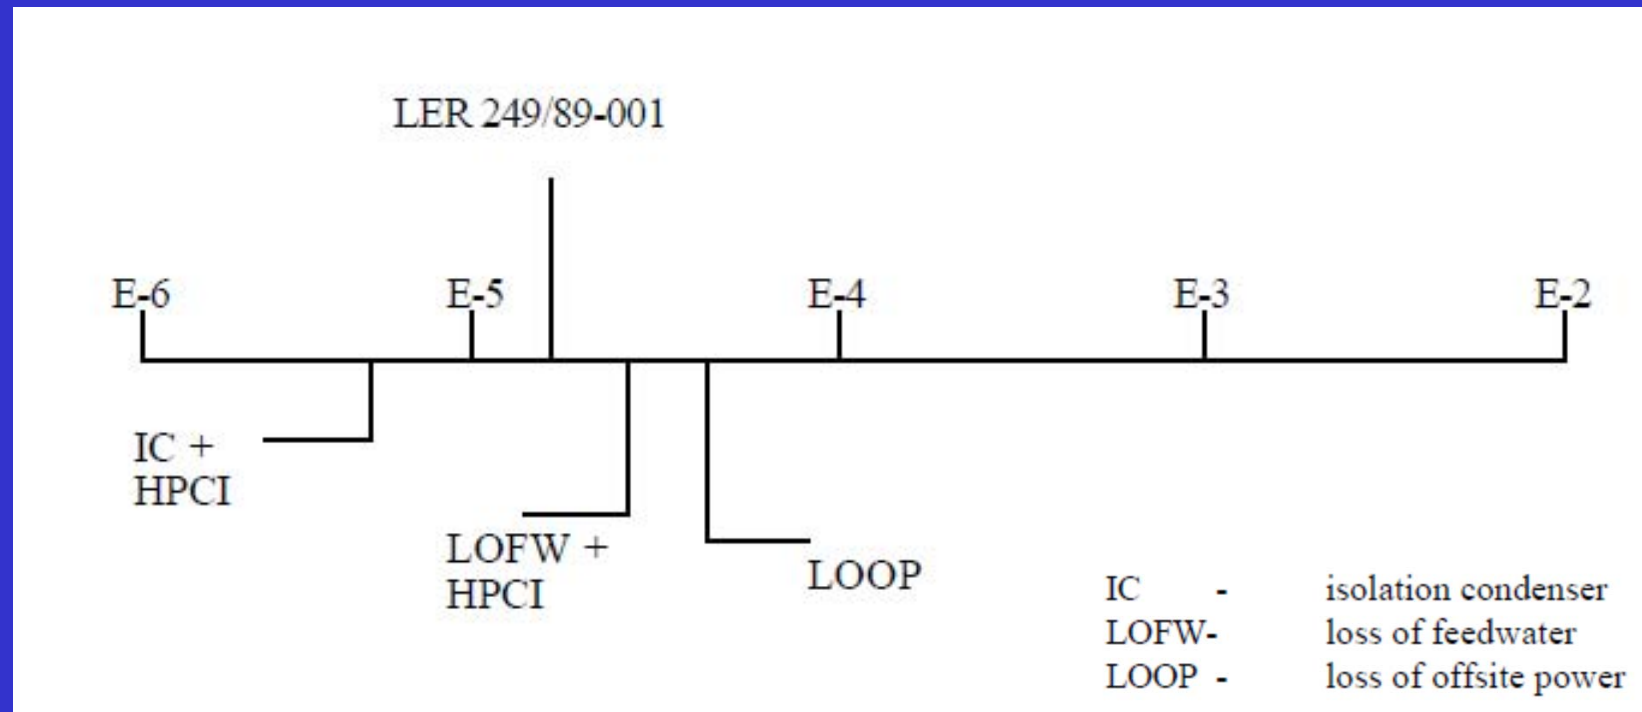 LER 249/89-001
E-6 E-5 E-4 E-3 E-2
IC +
HPCI
LOFW +
HPCI
LOOP
IC - isolation condenser
LOFW- loss of feedwater
LOOP - loss of offsite power